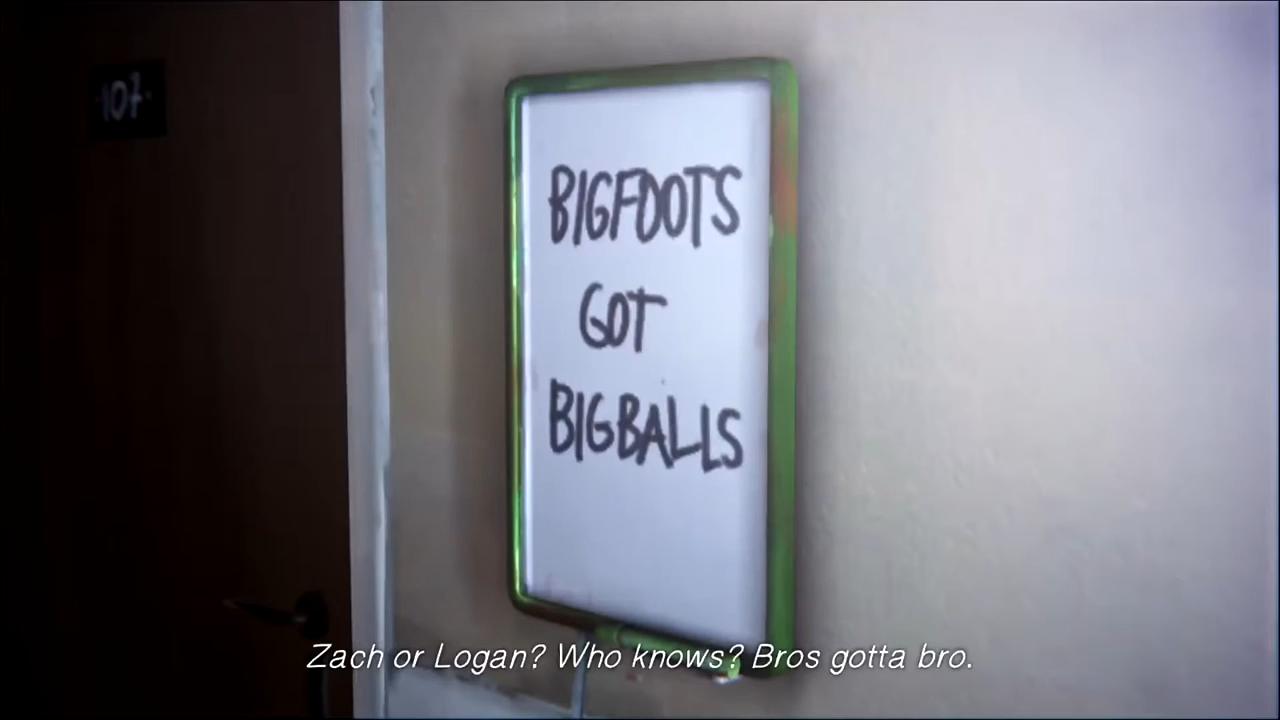 107
BIGFOOTS
GOT
BIGBALLS
Zach or Logan? Who knows? Bros gotta bro.